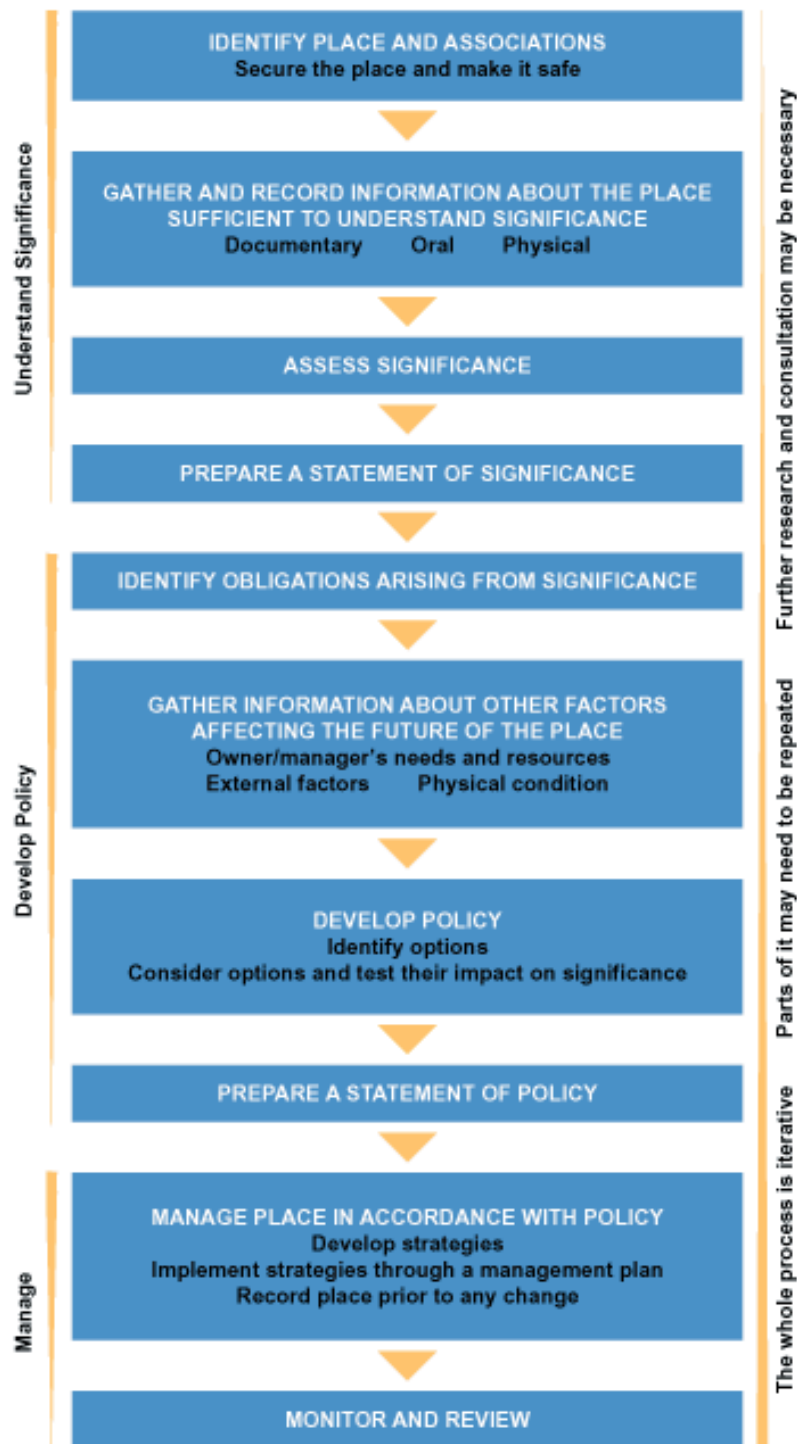 IDENTIFY PLACE AND ASSOCIATIONS
Secure the place and make it safe
GATHER AND RECORD INFORMATION ABOUT THE PLACE
SUFFICIENT TO UNDERSTAND SIGNIFICANCE
Documentary Oral Physical
ASSESS SIGNIFICANCE
PREPARE A STATEMENT OF SIGNIFICANCE
Understand Significance
IDENTIFY OBLIGATIONS ARISING FROM SIGNIFICANCE
GATHER INFORMATION ABOUT OTHER FACTORS
AFFECTING THE FUTURE OF THE PLACE
Owner/manager's needs and resources
External factors Physical condition
DEVELOP POLICY
Identify options
Consider options and test their impact on significance
PREPARE A STATEMENT OF POLICY
Develop Policy
MANAGE PLACE IN ACCORDANCE WITH POLICY
Develop strategies
Implement strategies through a management plan
Record place prior to any change
MONITOR AND REVIEW
Manage
The whole process is iterative
Parts of it may need to be repeated
Further research and consultation may be necessary